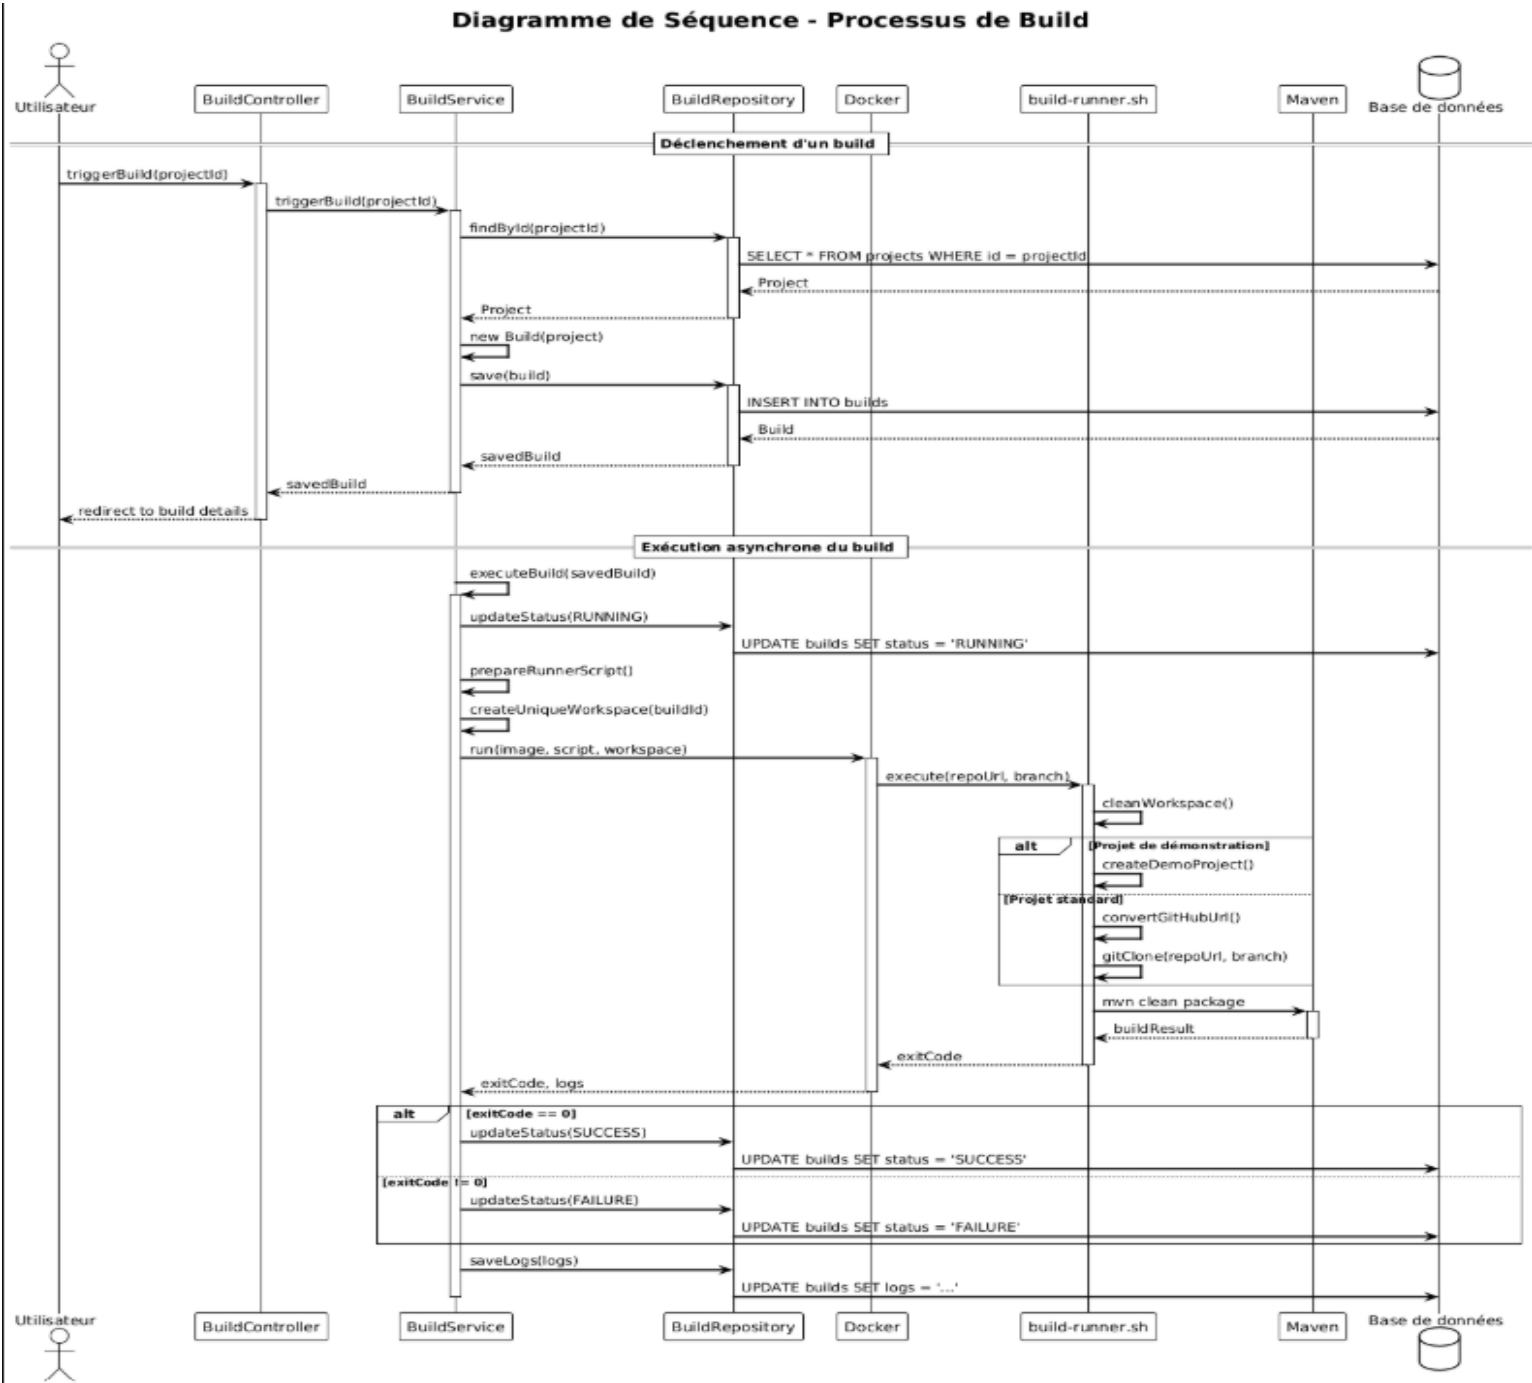 Diagramme de Séquence - Processus de Build
Utilisateur
BuildController
BuildService
BuildRepository
Docker
build-runner.sh
Maven
Base de données
Déclenchement d'un build
triggerBuild(projectId)
triggerBuild(projectId)
findById(projectId)
SELECT * FROM projects WHERE id = projectId
Project
Project
new Build(project)
save(build)
INSERT INTO builds
Build
savedBuild
savedBuild
redirect to build details
Exécution asynchrone du build
executeBuild(savedBuild)
updateStatus(RUNNING)
UPDATE builds SET status = 'RUNNING'
prepareRunnerScript()
createUniqueWorkspace(buildId)
run(image, script, workspace)
execute(repoUrl, branch)
cleanWorkspace()
alt
[Projet de démonstration]
createDemoProject()
[Projet standard]
convertGitHubUrl()
gitClone(repoUrl, branch)
mvn clean package
buildResult
exitCode
exitCode, logs
alt
[exitCode == 0]
updateStatus(SUCCESS)
UPDATE builds SET status = 'SUCCESS'
[exitCode != 0]
updateStatus(FAILURE)
UPDATE builds SET status = 'FAILURE'
saveLogs(logs)
UPDATE builds SET logs = '...'
Utilisateur
BuildController
BuildService
BuildRepository
Docker
build-runner.sh
Maven
Base de données